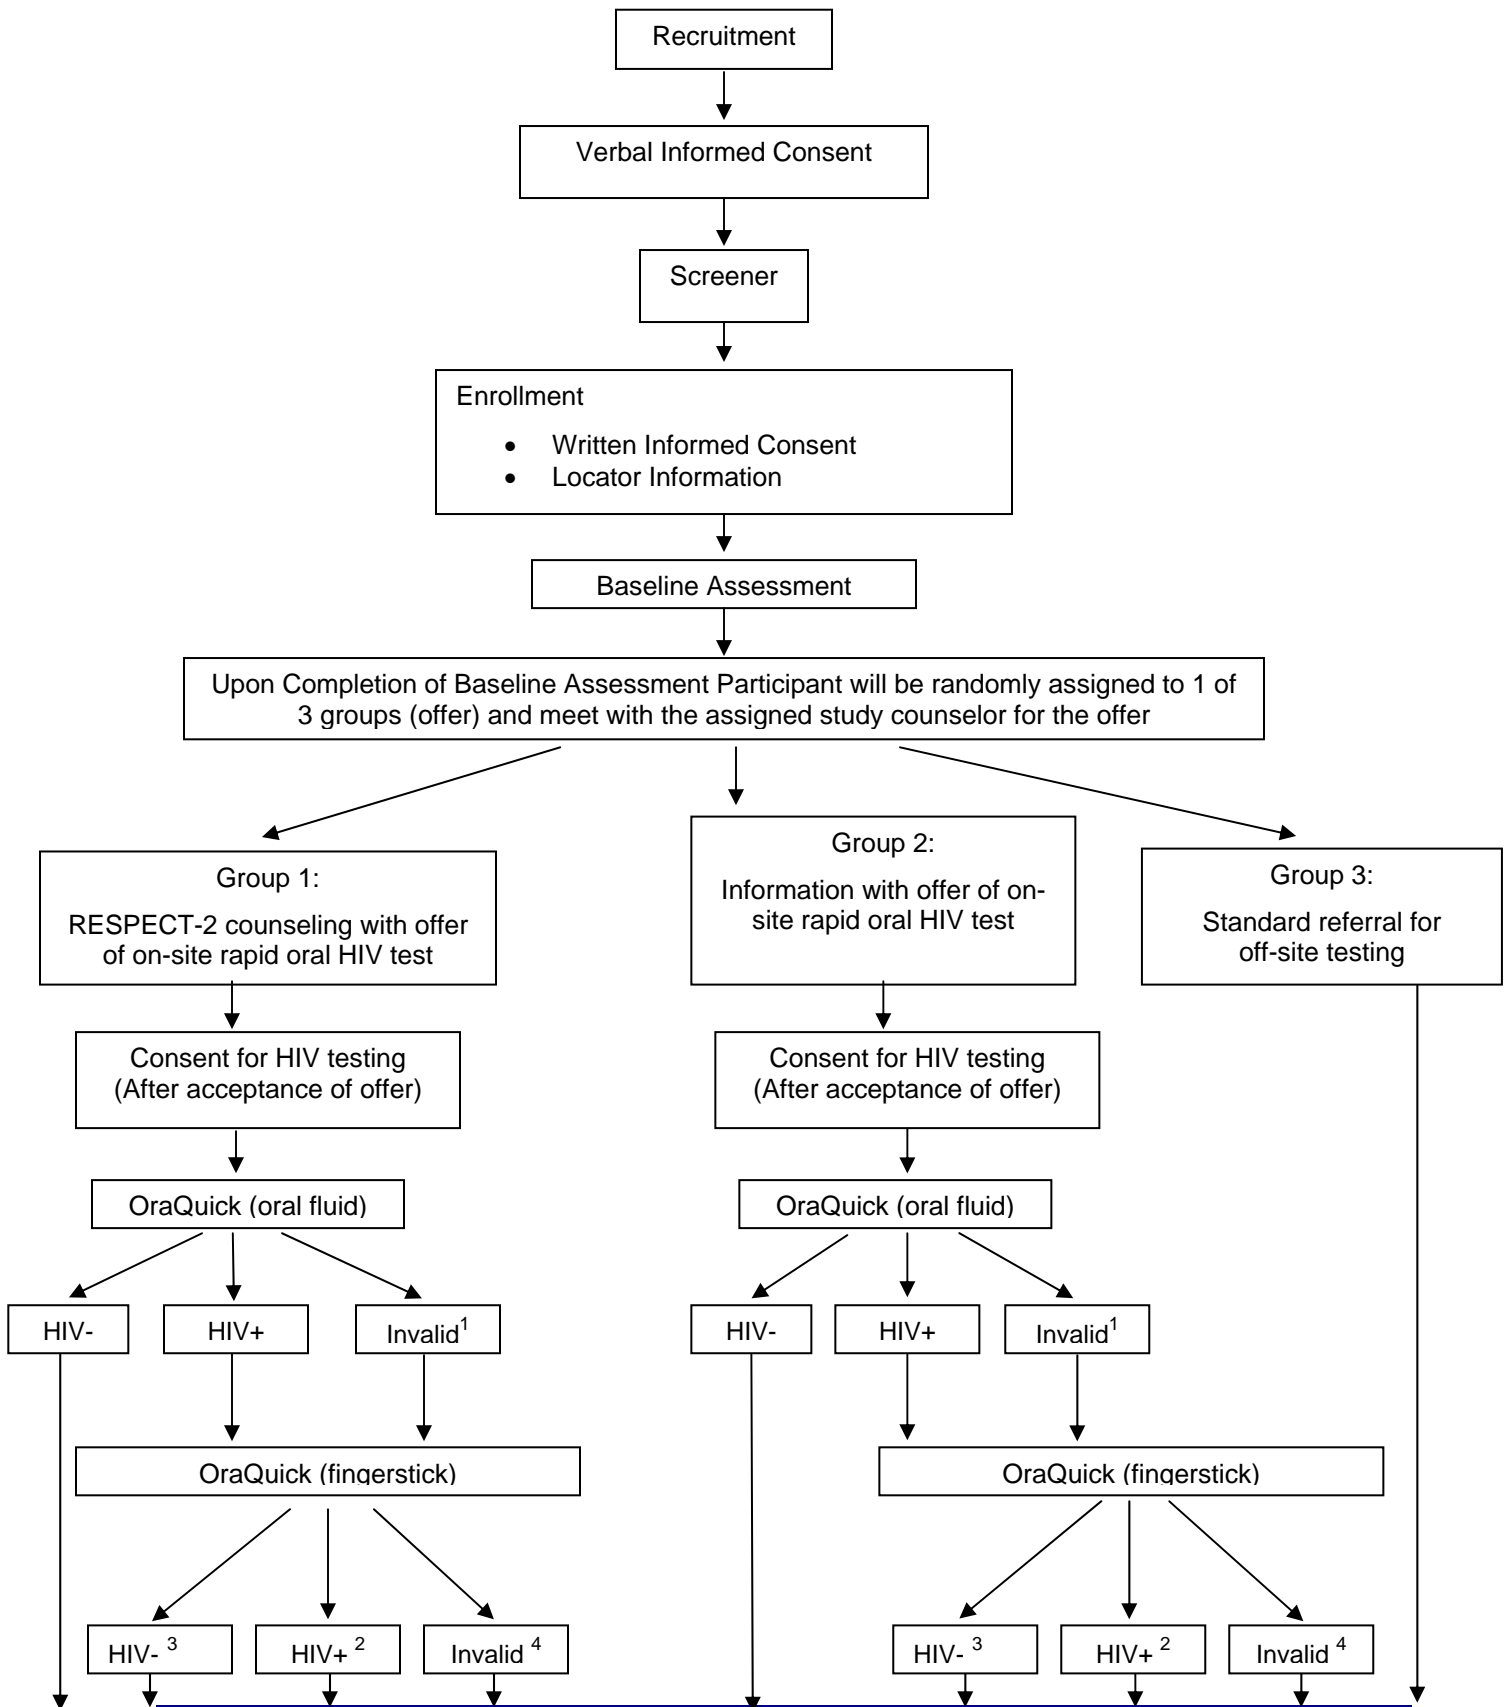 Recruitment
Verbal Informed Consent
Screener
Enrollment
• Written Informed Consent
• Locator Information
Baseline Assessment
Upon Completion of Baseline Assessment Participant will be randomly assigned to 1 of
3 groups (offer) and meet with the assigned study counselor for the offer
Group 1:
RESPECT-2 counseling with offer
of on-site rapid oral HIV test
Group 2:
Information with offer of on-
site rapid oral HIV test
Group 3:
Standard referral for
off-site testing
Consent for HIV testing
(After acceptance of offer)
Consent for HIV testing
(After acceptance of offer)
OraQuick (oral fluid)
OraQuick (oral fluid)
HIV-
HIV+
Invalid¹
HIV-
HIV+
Invalid¹
OraQuick (fingerstick)
OraQuick (fingerstick)
HIV- ³
HIV+ ²
Invalid ⁴
HIV- ³
HIV+ ²
Invalid ⁴